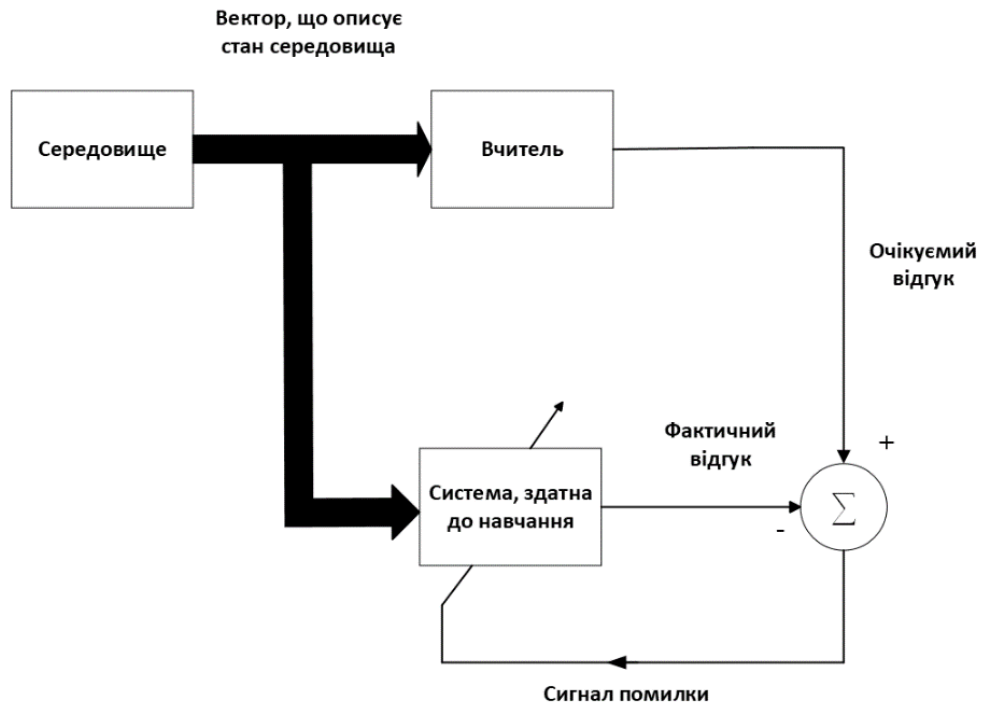 Вектор, що описує
стан середовища
Середовище
Вчитель
Очікуємий
відгук
Фактичний
відгук
+
Система, здатна
до навчання
-
∑
Сигнал помилки